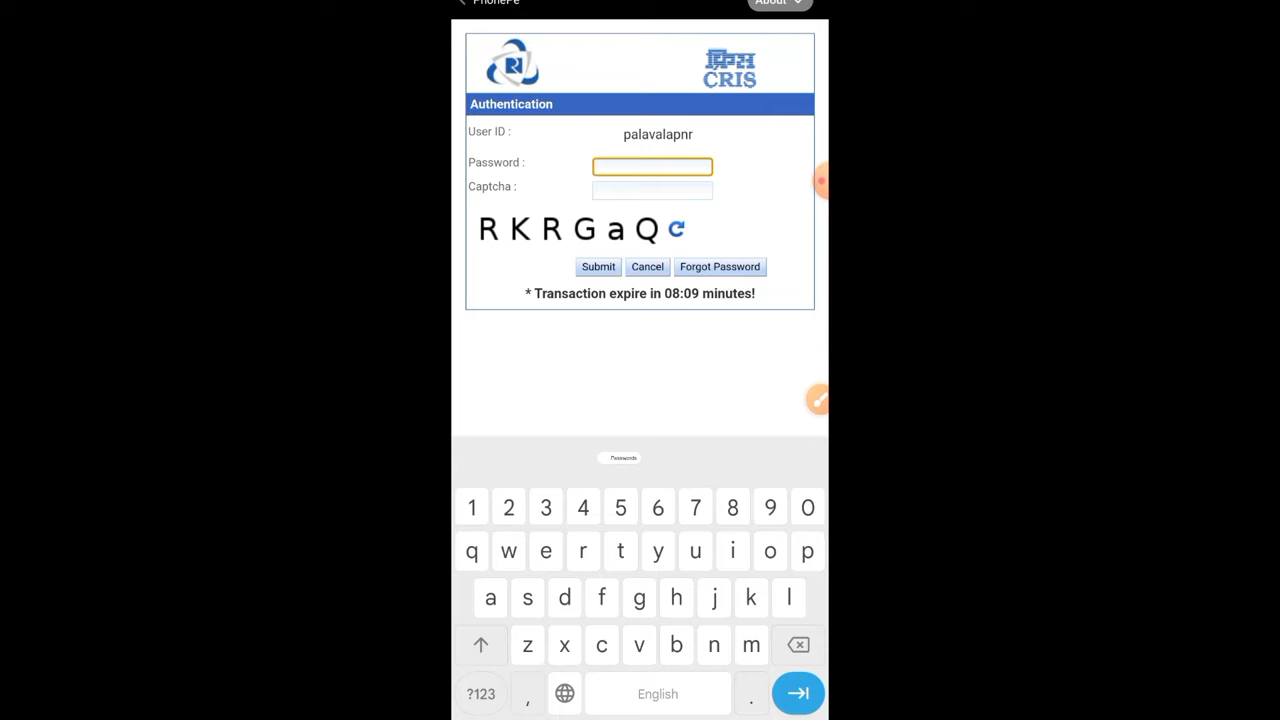 PhonePe
About
क्रिस
CRIS
Authentication
User ID :
palavalapnr
Password :
Captcha :
R K R G a Q
Submit Cancel Forgot Password
* Transaction expire in 08:09 minutes!
Passwords
1 2 3 4 5 6 7 8 9 0
q w e r t y u i o p
a s d f g h j k l
z x c v b n m
?123 , English .